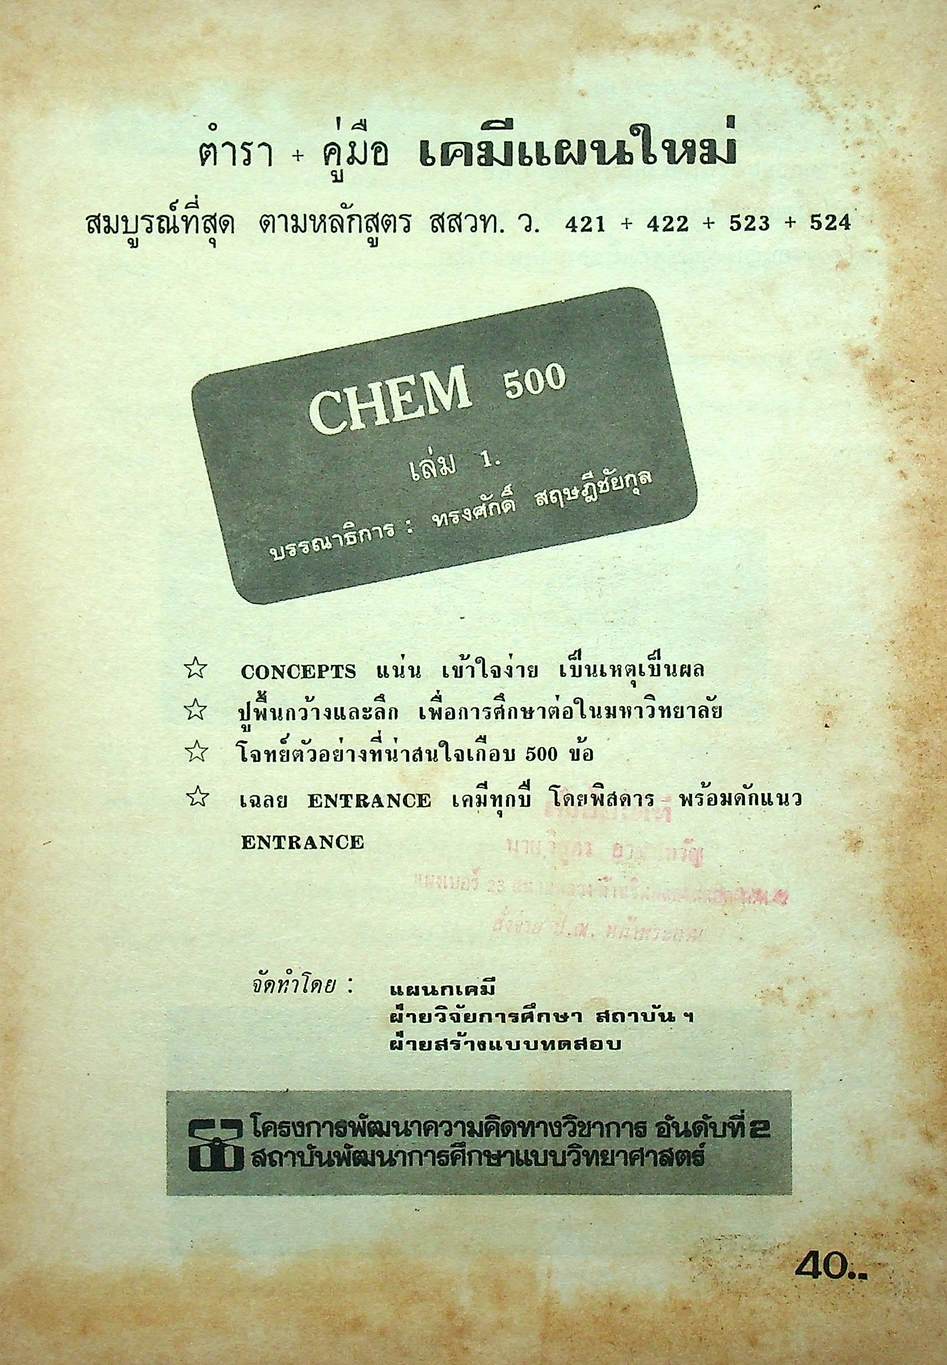 ตำรา + คู่มือ เคมีแผนใหม่
สมบูรณ์ที่สุด ตามหลักสูตร สสวท. ว. 421 + 422 + 523 + 524
CHEM 500
เล่ม 1.
บรรณาธิการ : ทรงศักดิ์ สฤษฎีชัยกุล
☆ CONCEPTS แน่น เข้าใจง่าย เป็นเหตุเป็นผล
☆ ปูพื้นกว้างและลึก เพื่อการศึกษาต่อในมหาวิทยาลัย
☆ โจทย์ตัวอย่างที่น่าสนใจเกือบ 500 ข้อ
☆ เฉลย ENTRANCE เคมีทุกปี โดยพิสดาร พร้อมดักแนว
ENTRANCE
นาย
23
สั่งจ่าย ป.ณ.
จัดทำโดย : แผนกเคมี
ฝ่ายวิจัยการศึกษา สถาบัน ฯ
ฝ่ายสร้างแบบทดสอบ
โครงการพัฒนาความคิดทางวิชาการ อันดับที่ 2
สถาบันพัฒนาการศึกษาแบบวิทยาศาสตร์
40..